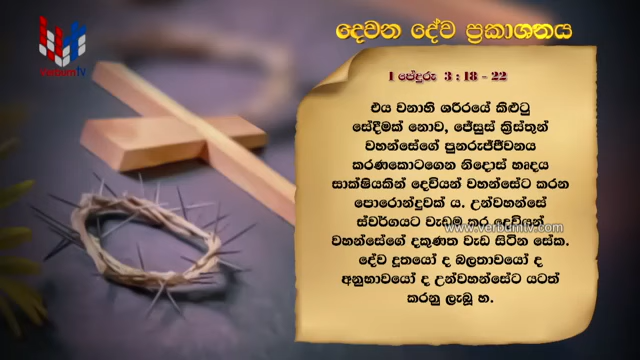 VerbumTV
දෙවන දේව ප්‍රකාශනය
1 පේදුරු 3 : 18 - 22
එය වනාහි ශරීරයේ කිළුටු
සේදීමක් නොව, ජේසුස් ක්‍රිස්තුන්
වහන්සේගේ පුනරුජ්ජීවනය
කරණකොටගෙන නිදොස් හෘදය
සාක්ෂියකින් දෙවියන් වහන්සේට කරන
පොරොන්දුවක් ය. උන්වහන්සේ
ස්වර්ගයට වැඩම කර දෙවියන්
www.verbumtv.com
වහන්සේගේ දකුණත වැඩ සිටින සේක.
දේව දූතයෝ ද බලතාවයෝ ද
අනුභාවයෝ ද උන්වහන්සේට යටත්
කරනු ලැබූ හ.